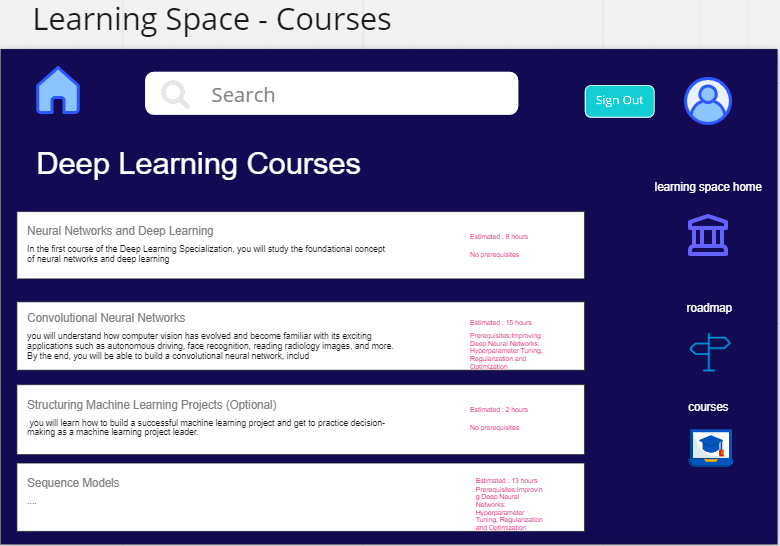 Learning Space - Courses
Search
Sign Out
Deep Learning Courses
learning space home
Neural Networks and Deep Learning
In the first course of the Deep Learning Specialization, you will study the foundational concept
of neural networks and deep learning
Estimated : 8 hours
No prerequisites
Convolutional Neural Networks
you will understand how computer vision has evolved and become familiar with its exciting
applications such as autonomous driving, face recognition, reading radiology images, and more.
By the end, you will be able to build a convolutional neural network, includ
Estimated : 15 hours
Prerequisites:Improving
Deep Neural Networks:
Hyperparameter Tuning,
Regularization and
Optimization
roadmap
Structuring Machine Learning Projects (Optional)
you will learn how to build a successful machine learning project and get to practice decision-
making as a machine learning project leader.
Estimated : 2 hours
No prerequisites
courses
Sequence Models
....
Estimated : 13 hours
Prerequisites:Improvin
g Deep Neural
Networks:
Hyperparameter
Tuning, Regularization
and Optimization